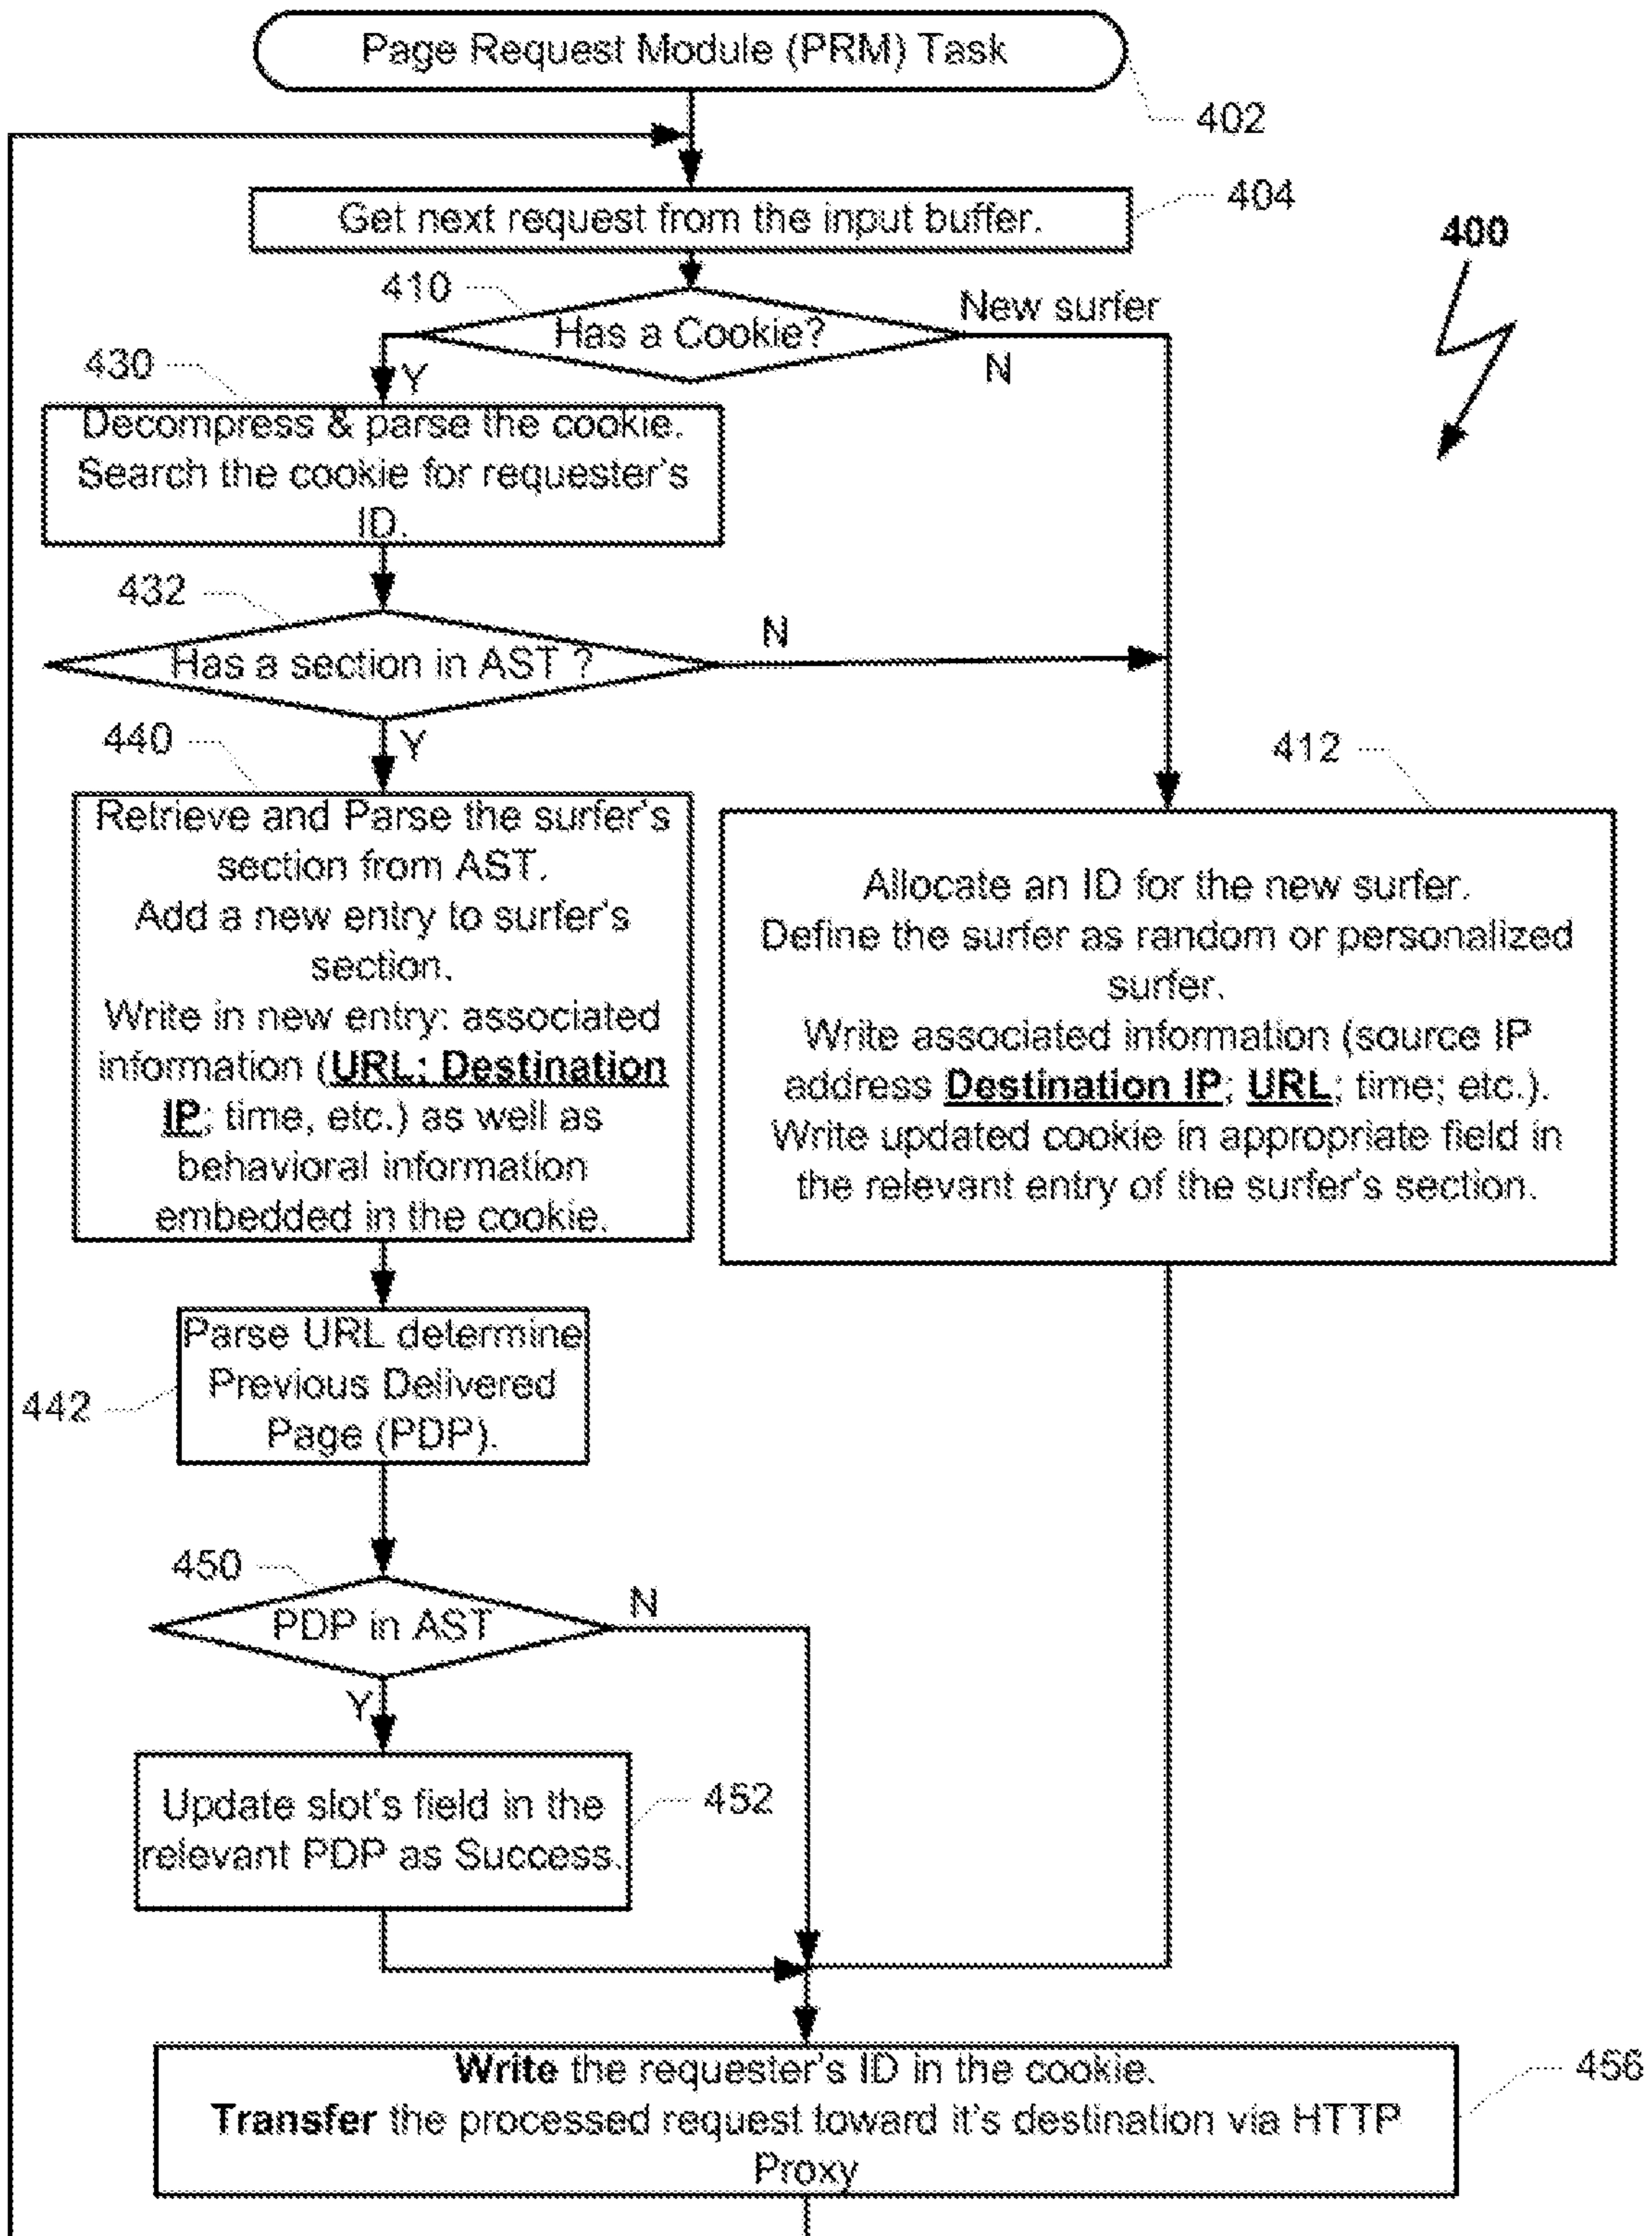 Page Request Module (PRM) Task
402
Get next request from the input buffer.
404
400
410
Has a Cookie?
New surfer
N
Y
430
Decompress & parse the cookie.
Search the cookie for requester's
ID.
432
Has a section in AST ?
N
Y
440
Retrieve and Parse the surfer's
section from AST.
Add a new entry to surfer's
section.
Write in new entry: associated
information (URL; Destination
IP; time, etc.) as well as
behavioral information
embedded in the cookie.
412
Allocate an ID for the new surfer.
Define the surfer as random or personalized
surfer.
Write associated information (source IP
address Destination IP; URL; time; etc.).
Write updated cookie in appropriate field in
the relevant entry of the surfer's section.
Parse URL determine
Previous Delivered
Page (PDP).
442
450
PDP in AST
N
Y
Update slot's field in the
relevant PDP as Success.
452
Write the requester's ID in the cookie.
Transfer the processed request toward it's destination via HTTP
Proxy
456